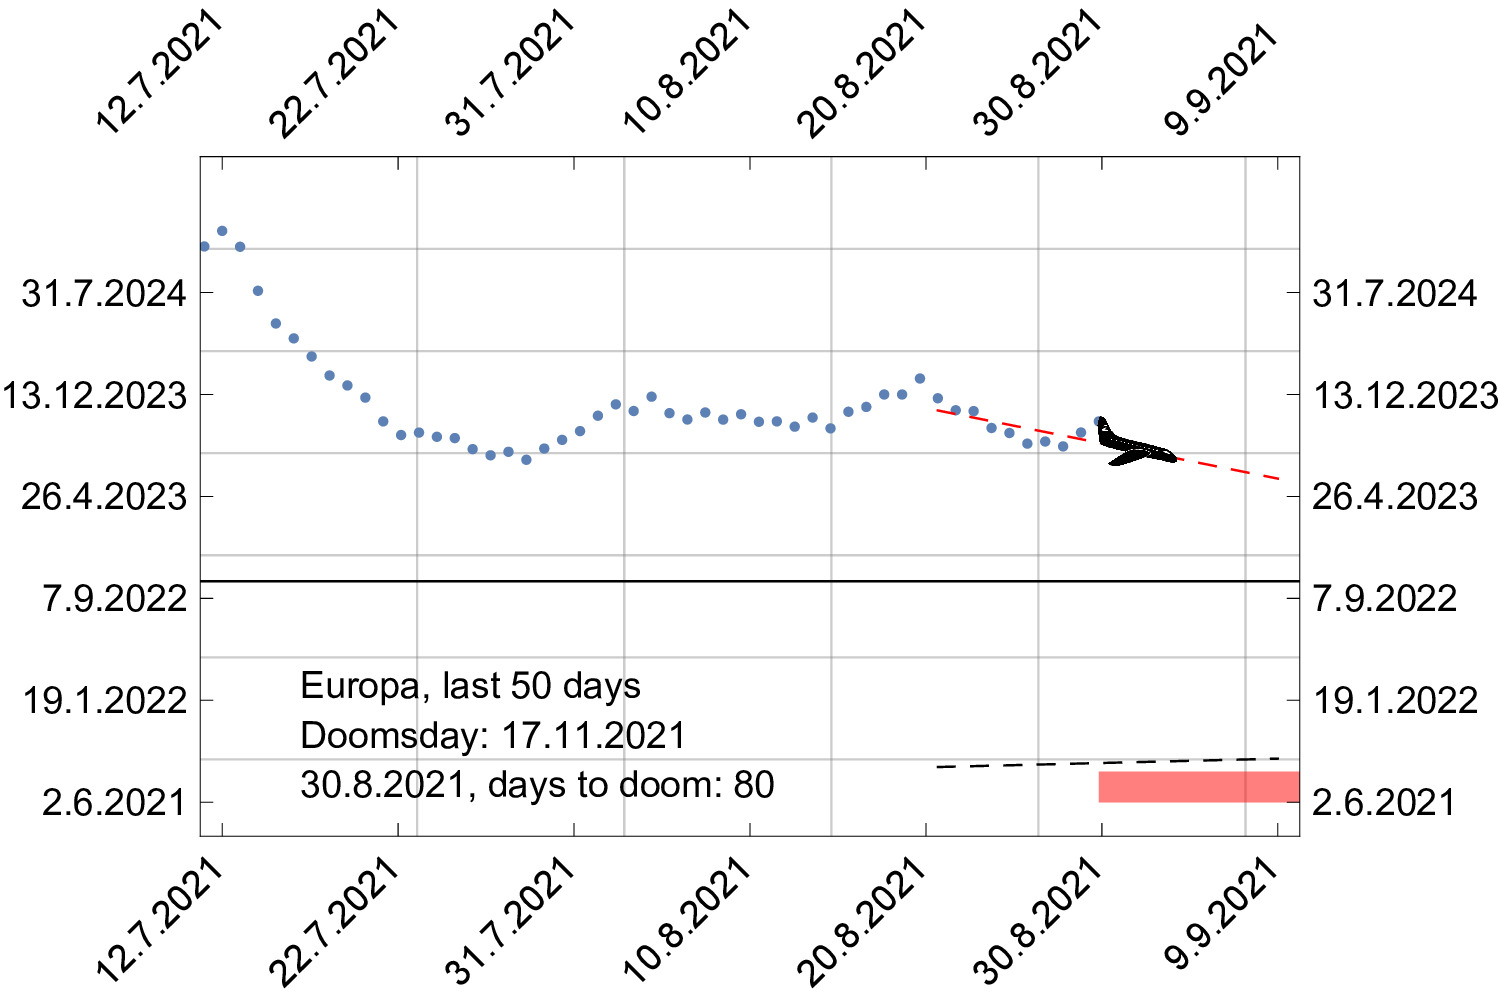 12.7.2021 22.7.2021 31.7.2021 10.8.2021 20.8.2021 30.8.2021 9.9.2021
31.7.2024 31.7.2024
13.12.2023 13.12.2023
26.4.2023 26.4.2023
7.9.2022 7.9.2022
19.1.2022 19.1.2022
Europa, last 50 days
Doomsday: 17.11.2021
30.8.2021, days to doom: 80
2.6.2021 2.6.2021
12.7.2021 22.7.2021 31.7.2021 10.8.2021 20.8.2021 30.8.2021 9.9.2021